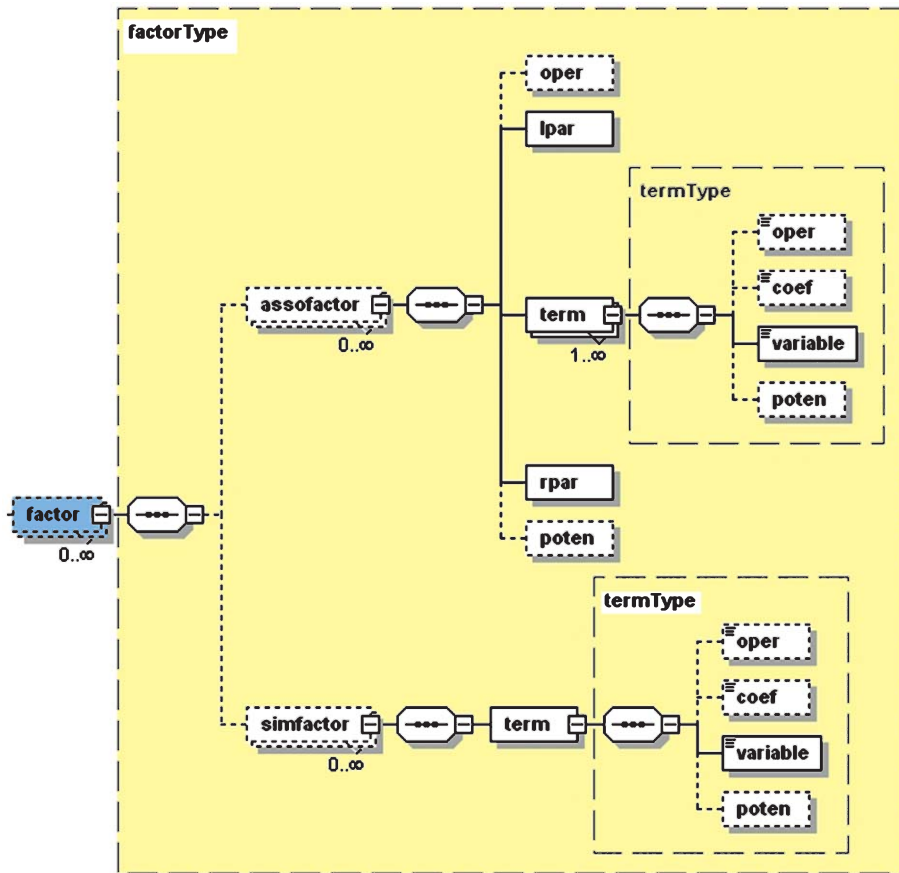 factorType
oper
lpar
termType
oper
coef
assofactor
term
variable
0..∞
1..∞
poten
rpar
factor
poten
0..∞
termType
oper
coef
simfactor
term
variable
0..∞
poten